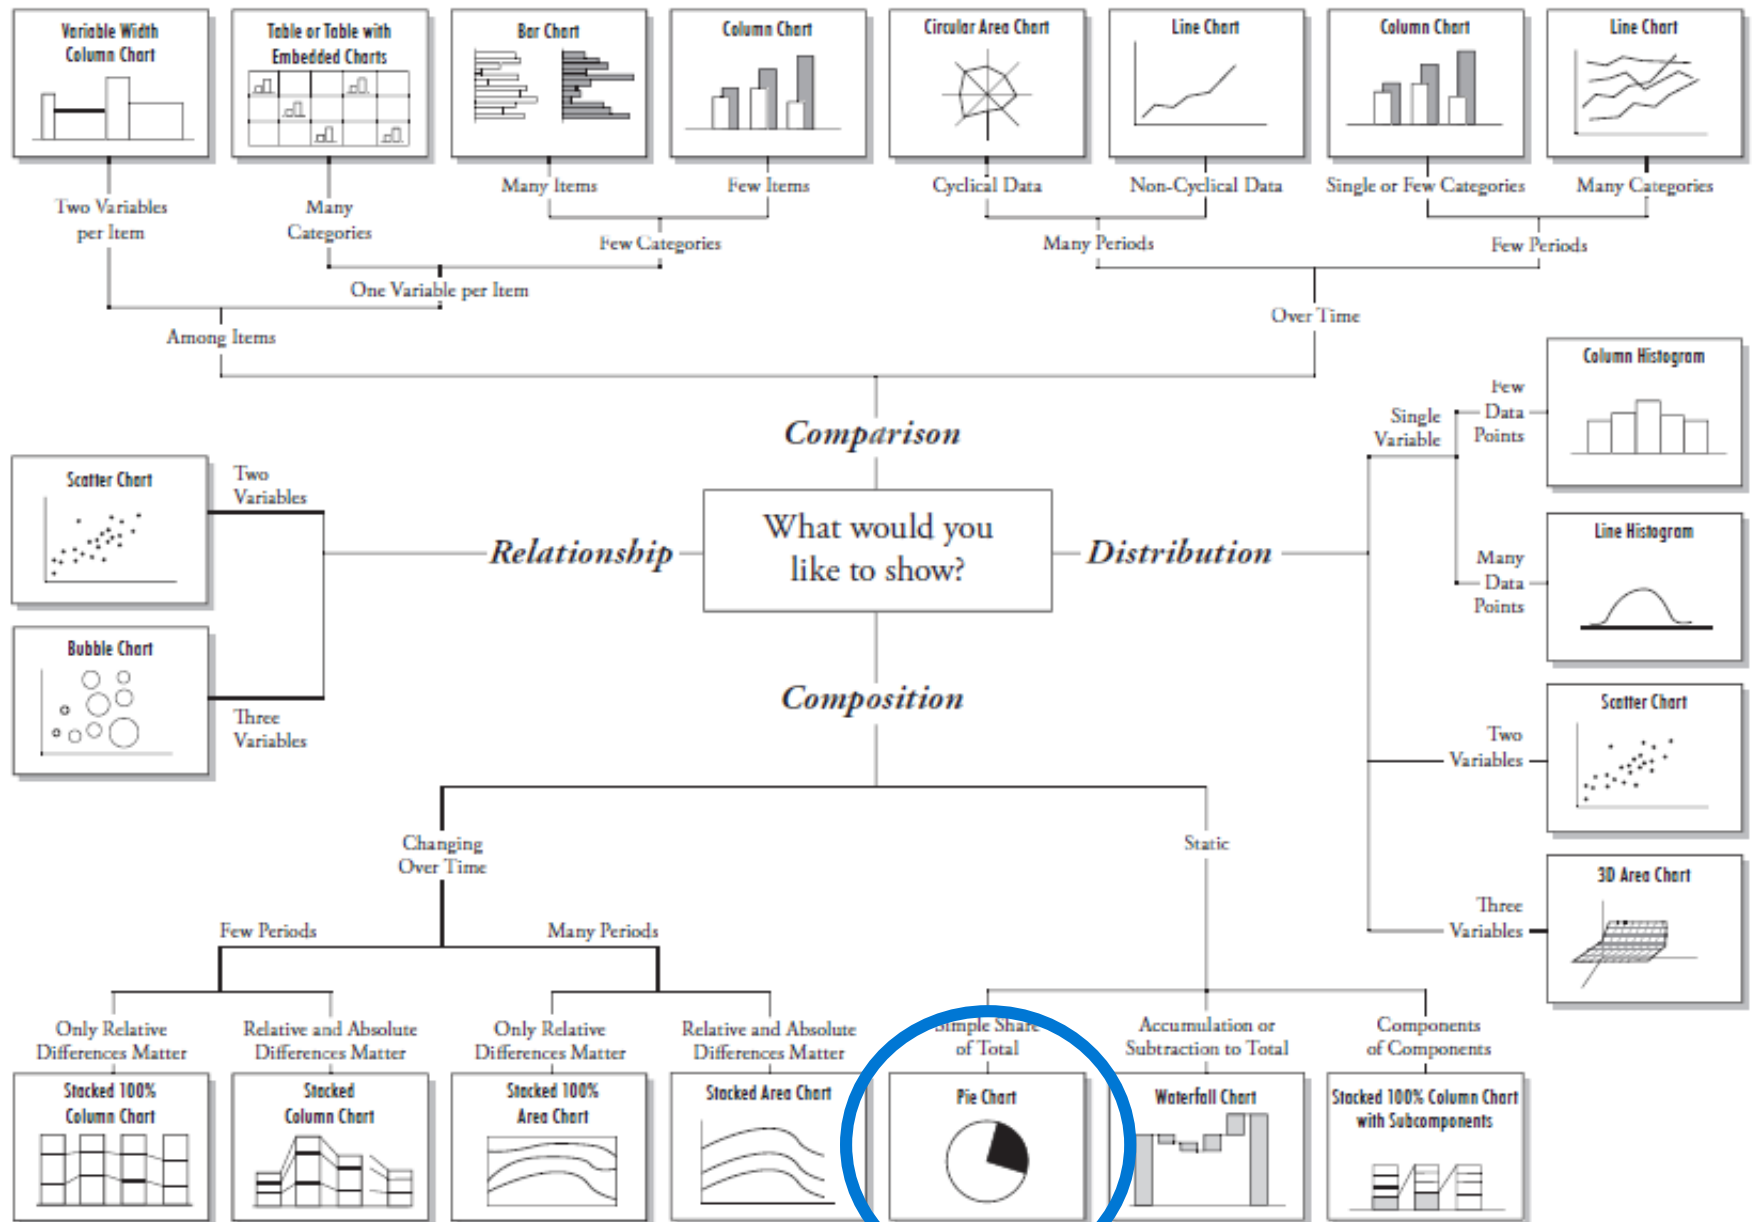 Variable Width
Column Chart
Table or Table with
Embedded Charts
Bar Chart
Column Chart
Circular Area Chart
Line Chart
Column Chart
Line Chart
Two Variables
per Item
Many
Categories
Many Items
Few Items
Cyclical Data
Non-Cyclical Data
Single or Few Categories
Many Categories
Few Categories
Many Periods
Few Periods
One Variable per Item
Among Items
Over Time
Comparison
What would you
like to show?
Relationship
Two
Variables
Scatter Chart
Three
Variables
Bubble Chart
Distribution
Single
Variable
Few
Data
Points
Column Histogram
Many
Data
Points
Line Histogram
Two
Variables
Scatter Chart
Three
Variables
3D Area Chart
Composition
Changing
Over Time
Static
Few Periods
Many Periods
Only Relative
Differences Matter
Relative and Absolute
Differences Matter
Only Relative
Differences Matter
Relative and Absolute
Differences Matter
Simple Share
of Total
Accumulation or
Subtraction to Total
Components
of Components
Stacked 100%
Column Chart
Stacked
Column Chart
Stacked 100%
Area Chart
Stacked Area Chart
Pie Chart
Waterfall Chart
Stacked 100% Column Chart
with Subcomponents